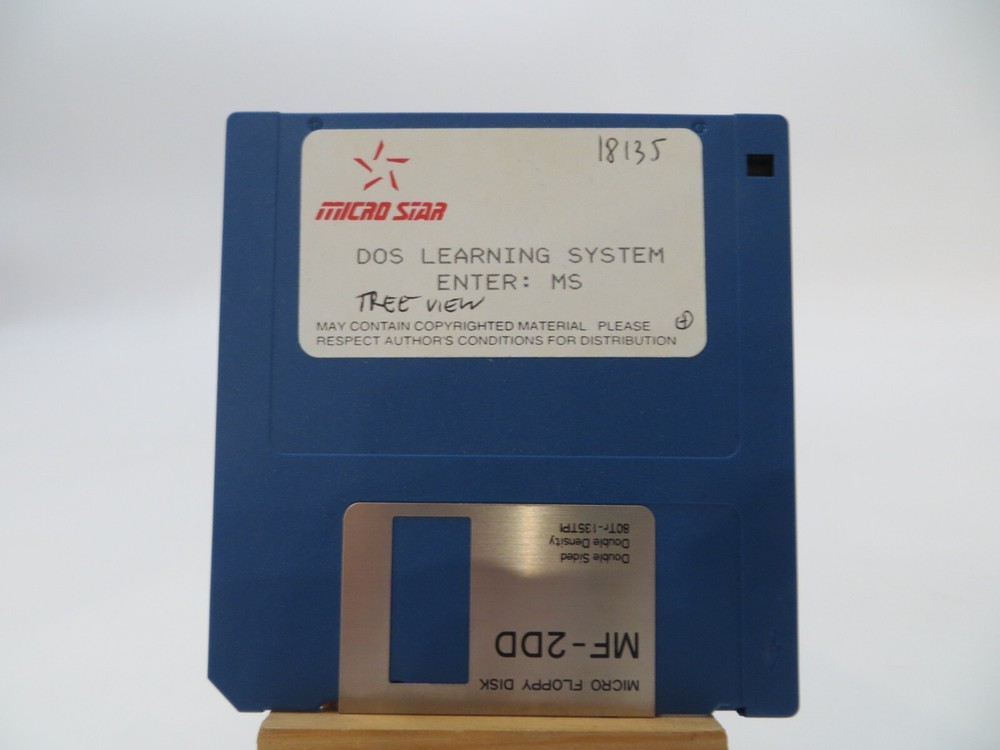 18135
MICRO STAR
DOS LEARNING SYSTEM
ENTER: MS
TREE VIEW
MAY CONTAIN COPYRIGHTED MATERIAL PLEASE
RESPECT AUTHOR'S CONDITIONS FOR DISTRIBUTION
MICRO FLOPPY DISK
MF-2DD
Double Sided
Double Density
80Tr-135TPI